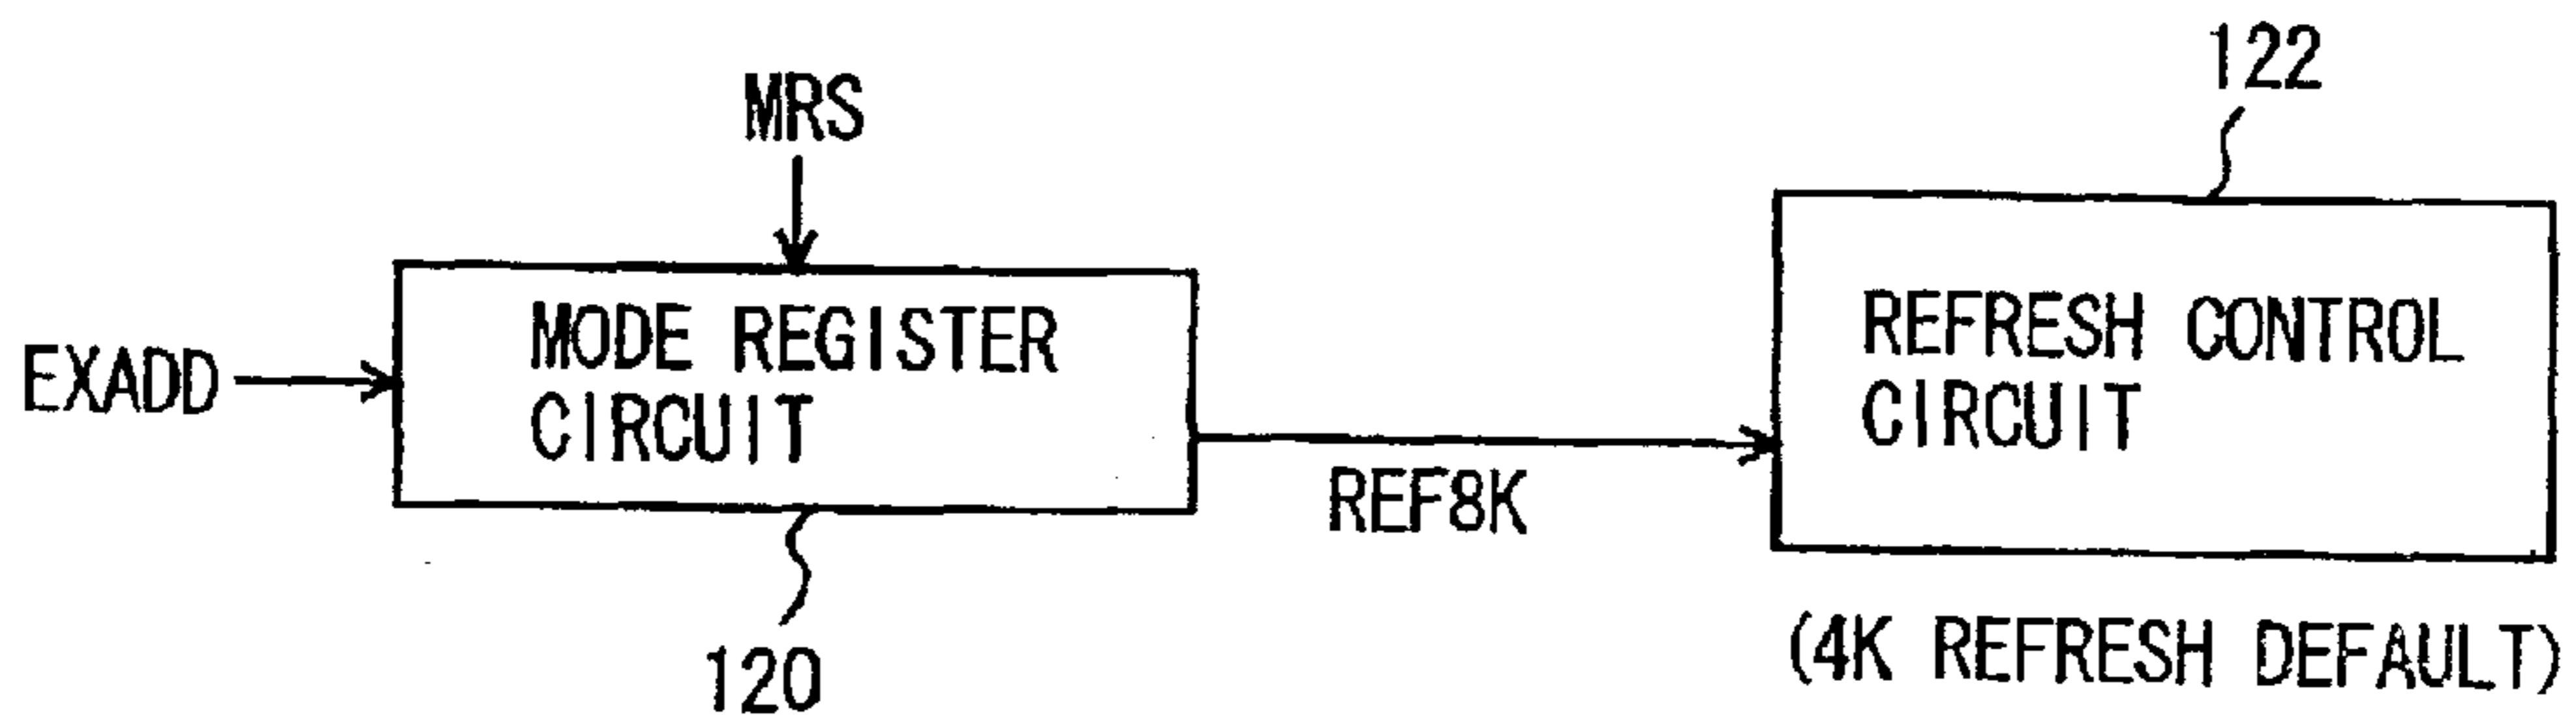 122
MRS
MODE REGISTER
CIRCUIT
EXADD
REFRESH CONTROL
CIRCUIT
REF8K
120
(4K REFRESH DEFAULT)